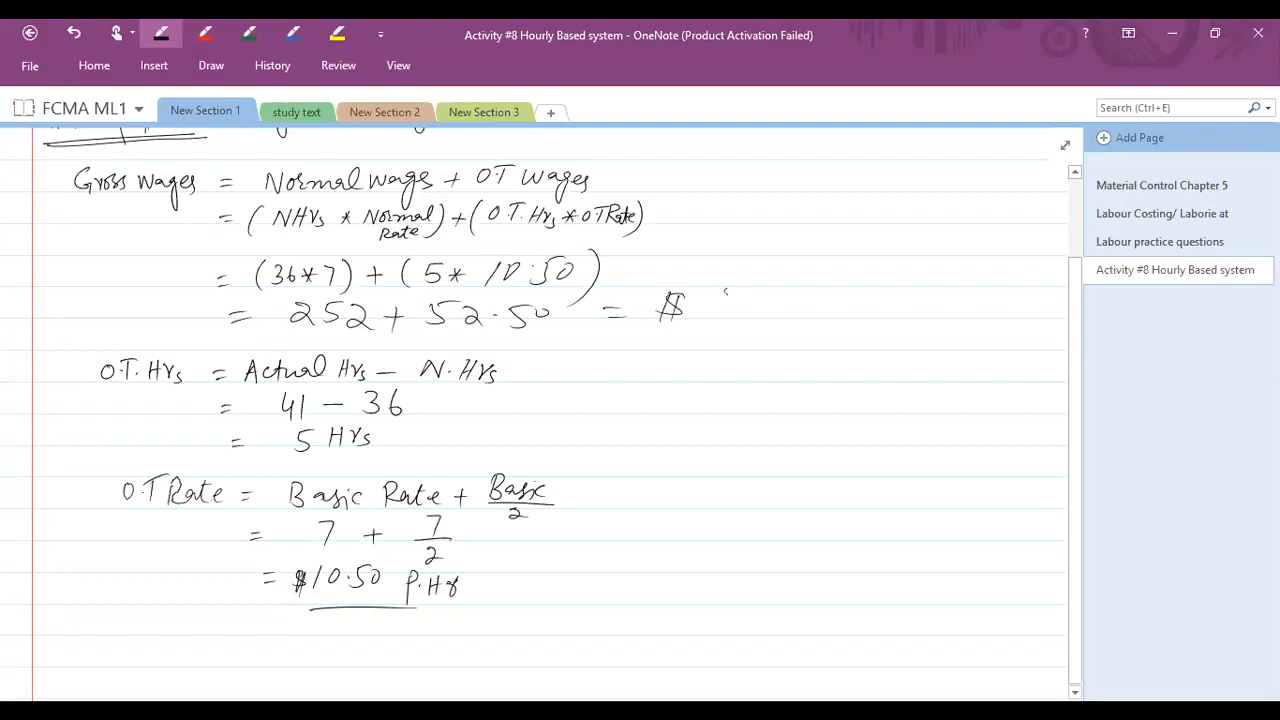 Activity #8 Hourly Based system - OneNote (Product Activation Failed)
?
File Home Insert Draw History Review View
FCMA ML1 New Section 1 study text New Section 2 New Section 3
Search (Ctrl+E)
Add Page
Material Control Chapter 5
Labour Costing/ Laborie at
Labour practice questions
Activity #8 Hourly Based system
Gross Wages = Normal Wags + O.T Wages
= (NHrs * Normal Rate) + (O.T. Hrs * OT Rate)
= (36*7) + (5* 10.50)
= 252 + 52.50 = $
O.T. Hrs = Actual Hrs - N. Hrs
= 41 - 36
= 5 Hrs
O.T Rate = Basic Rate + Basic/2
= 7 + 7/2
= $10.50 P.Hr